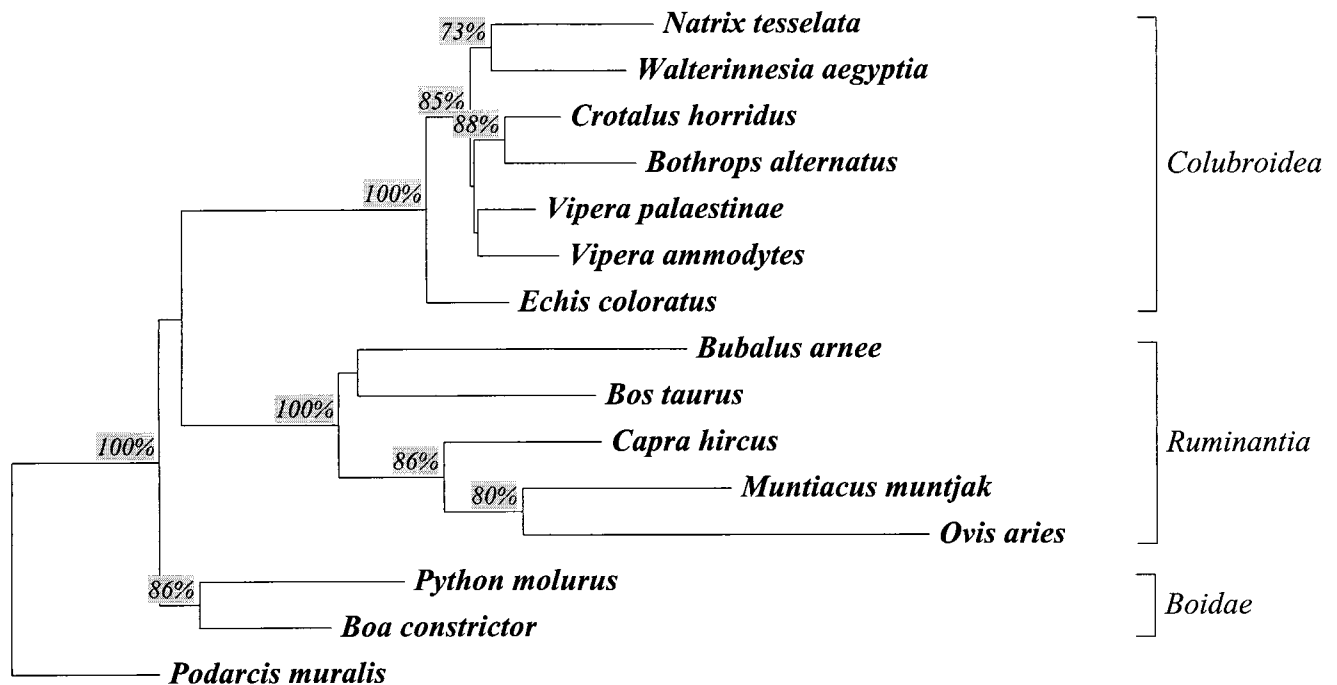 Natrix tesselata
73%
Walterinnesia aegyptia
85%
Crotalus horridus
88%
Bothrops alternatus
Colubroidea
100%
Vipera palaestinae
Vipera ammodytes
Echis coloratus
Bubalus arnee
Bos taurus
100%
Capra hircus
100%
Ruminantia
86%
Muntiacus muntjak
80%
Ovis aries
Python molurus
86%
Boidae
Boa constrictor
Podarcis muralis